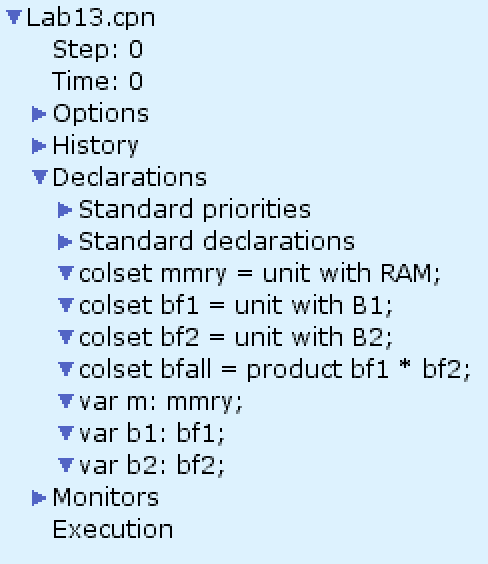 Lab13.cpn
Step: 0
Time: 0
Options
History
Declarations
Standard priorities
Standard declarations
colset mmry = unit with RAM;
colset bf1 = unit with B1;
colset bf2 = unit with B2;
colset bfall = product bf1 * bf2;
var m: mmry;
var b1: bf1;
var b2: bf2;
Monitors
Execution